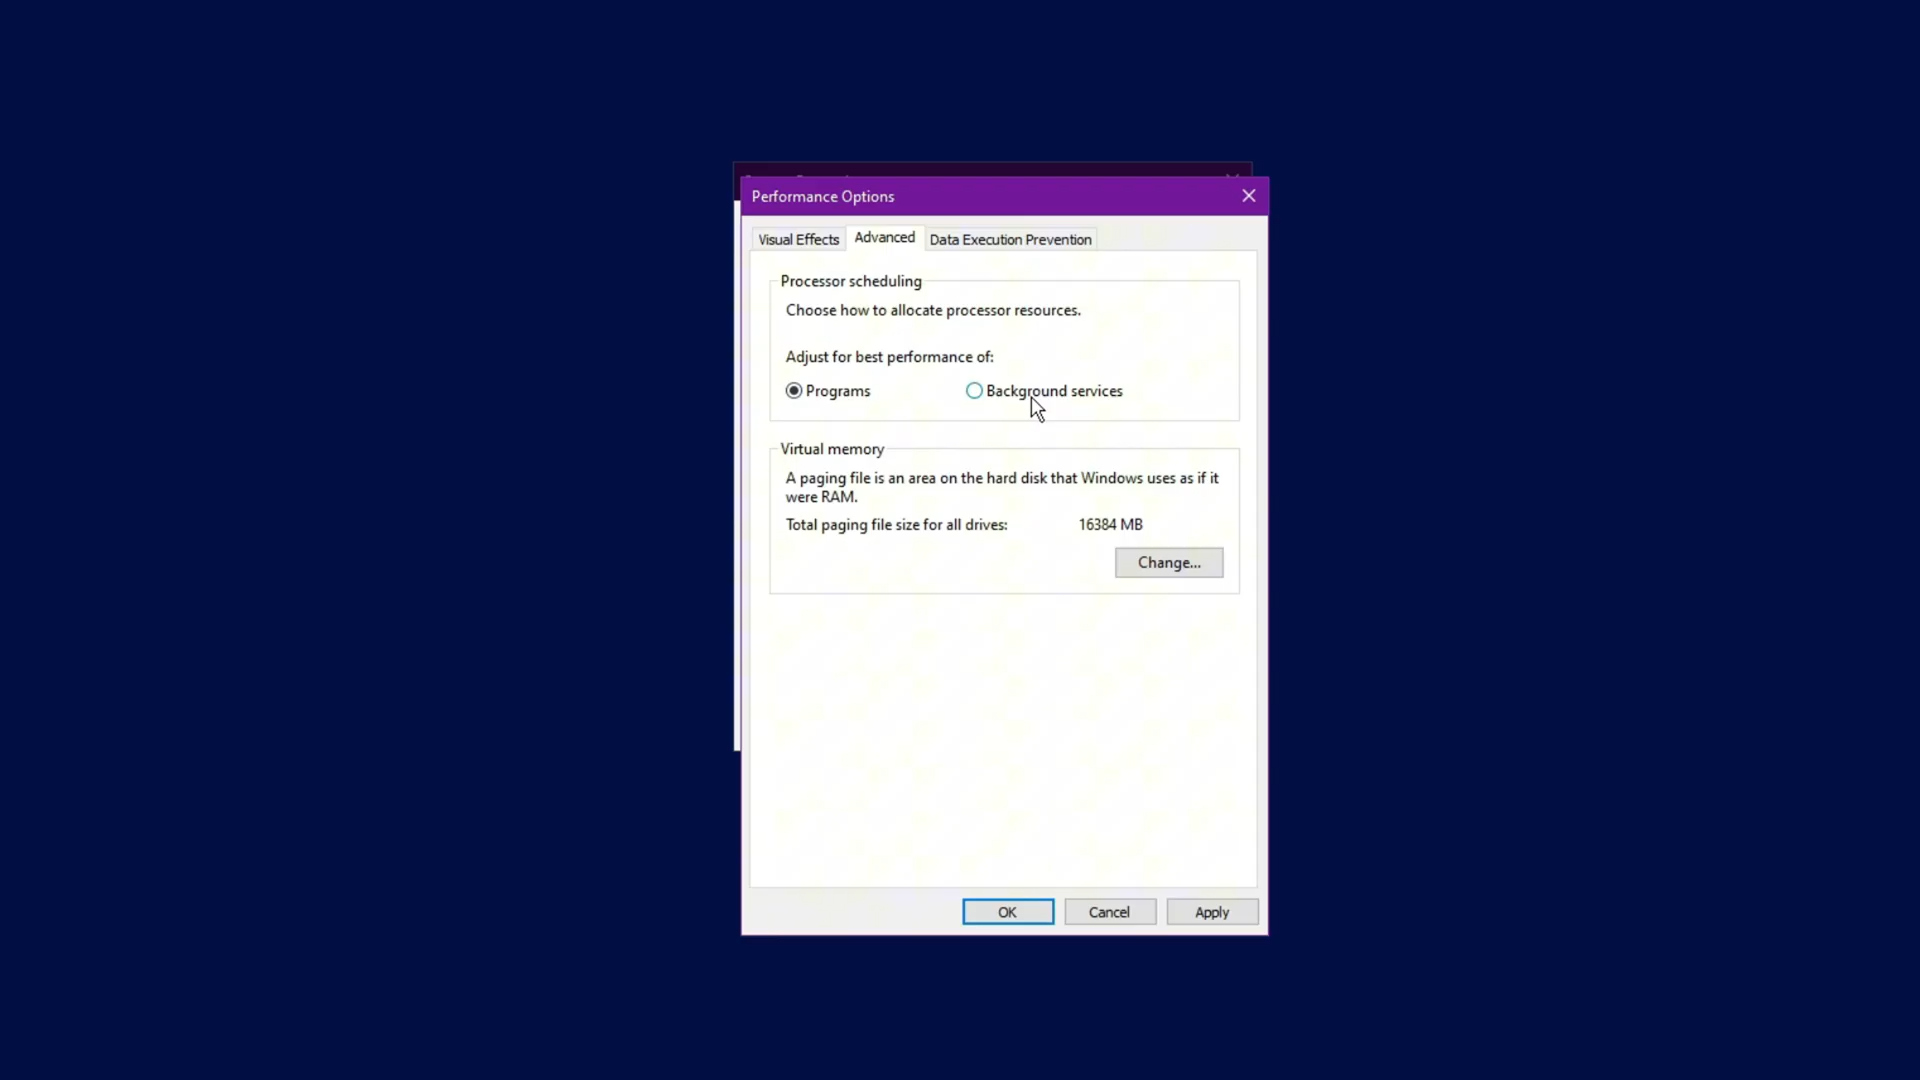 Performance Options
Visual Effects
Advanced
Data Execution Prevention
Processor scheduling
Choose how to allocate processor resources.
Adjust for best performance of:
Programs
Background services
Virtual memory
A paging file is an area on the hard disk that Windows uses as if it
were RAM.
Total paging file size for all drives:
16384 MB
Change...
OK
Cancel
Apply